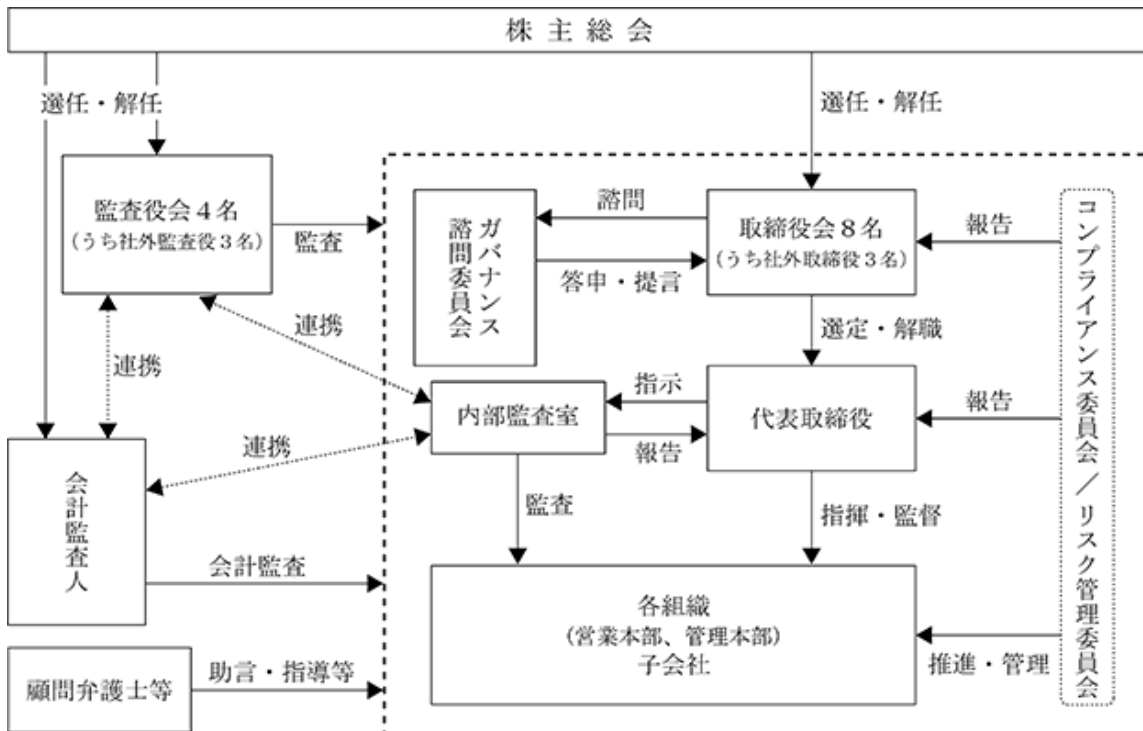 株主総会
選任・解任
選任・解任
監査役会4名
(うち社外監査役3名)
監査
ガバナンス
諮問委員会
諮問
答申・提言
取締役会8名
(うち社外取締役3名)
報告
コンプライアンス委員会／リスク管理委員会
連携
連携
選定・解職
内部監査室
指示
報告
代表取締役
報告
会計監査人
連携
監査
指揮・監督
会計監査
各組織
(営業本部、管理本部)
子会社
推進・管理
顧問弁護士等
助言・指導等